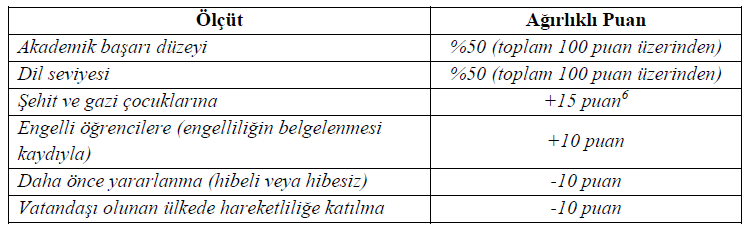 Ölçüt Ağırlıklı Puan
Akademik başarı düzeyi %50 (toplam 100 puan üzerinden)
Dil seviyesi %50 (toplam 100 puan üzerinden)
Şehit ve gazi çocuklarına +15 puan6
Engelli öğrencilere (engelliliğin belgelenmesi
kaydıyla) +10 puan
Daha önce yararlanma (hibeli veya hibesiz) -10 puan
Vatandaşı olunan ülkede hareketliliğe katılma -10 puan